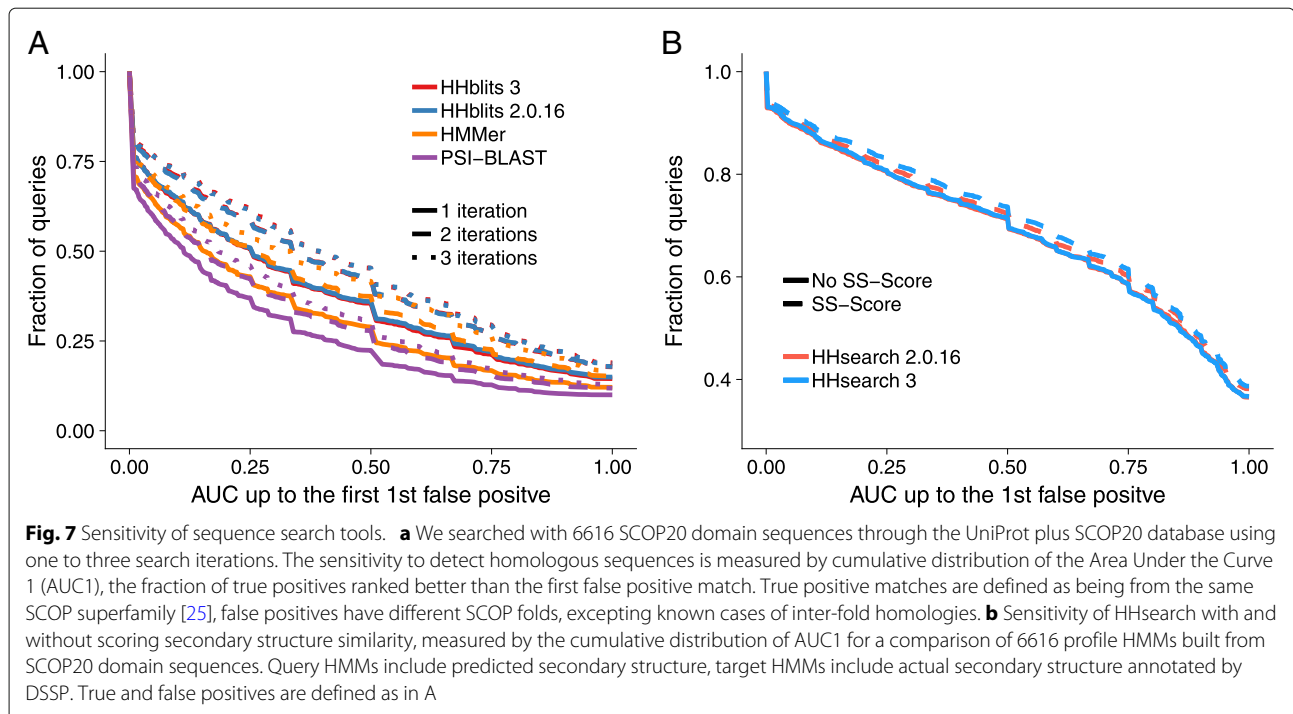 A
1.00
0.75
0.50
0.25
0.00
Fraction of queries
HHblits 3
HHblits 2.0.16
HMMer
PSI−BLAST
1 iteration
2 iterations
3 iterations
0.00 0.25 0.50 0.75 1.00
AUC up to the first 1st false positve
B
1.0
0.8
0.6
0.4
Fraction of queries
No SS−Score
SS−Score
HHsearch 2.0.16
HHsearch 3
0.00 0.25 0.50 0.75 1.00
AUC up to the 1st false positve
Fig. 7 Sensitivity of sequence search tools. a We searched with 6616 SCOP20 domain sequences through the UniProt plus SCOP20 database using
one to three search iterations. The sensitivity to detect homologous sequences is measured by cumulative distribution of the Area Under the Curve
1 (AUC1), the fraction of true positives ranked better than the first false positive match. True positive matches are defined as being from the same
SCOP superfamily [25], false positives have different SCOP folds, excepting known cases of inter-fold homologies. b Sensitivity of HHsearch with and
without scoring secondary structure similarity, measured by the cumulative distribution of AUC1 for a comparison of 6616 profile HMMs built from
SCOP20 domain sequences. Query HMMs include predicted secondary structure, target HMMs include actual secondary structure annotated by
DSSP. True and false positives are defined as in A